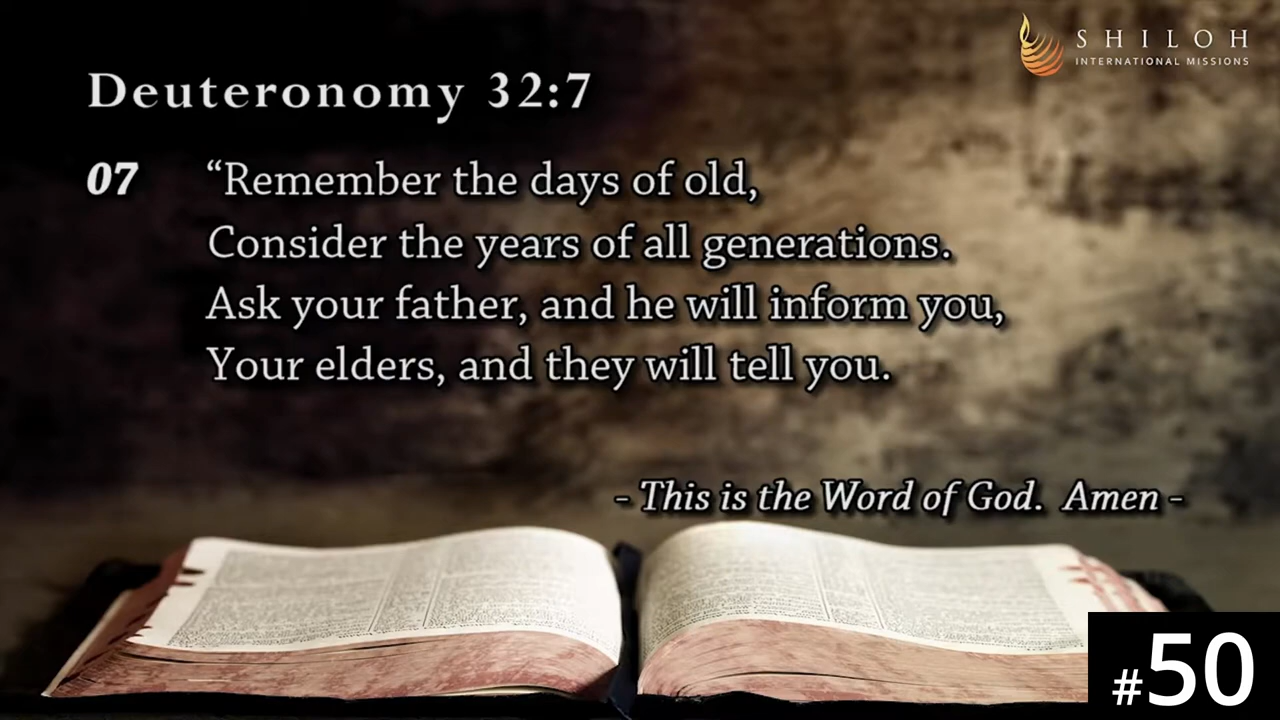 SHILOH
INTERNATIONAL MISSIONS
Deuteronomy 32:7
07 “Remember the days of old,
Consider the years of all generations.
Ask your father, and he will inform you,
Your elders, and they will tell you.
- This is the Word of God. Amen -
#50